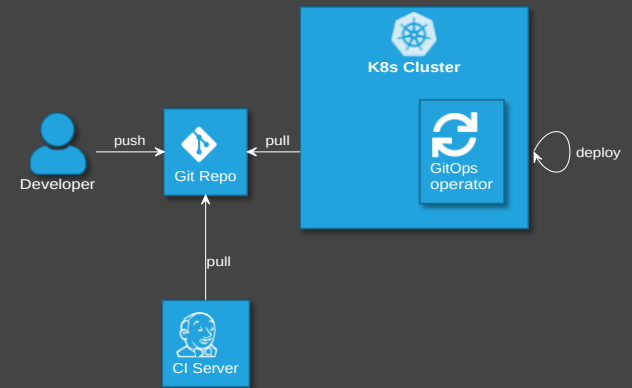 K8s Cluster
push
pull
deploy
Git Repo
GitOps
operator
Developer
pull
CI Server